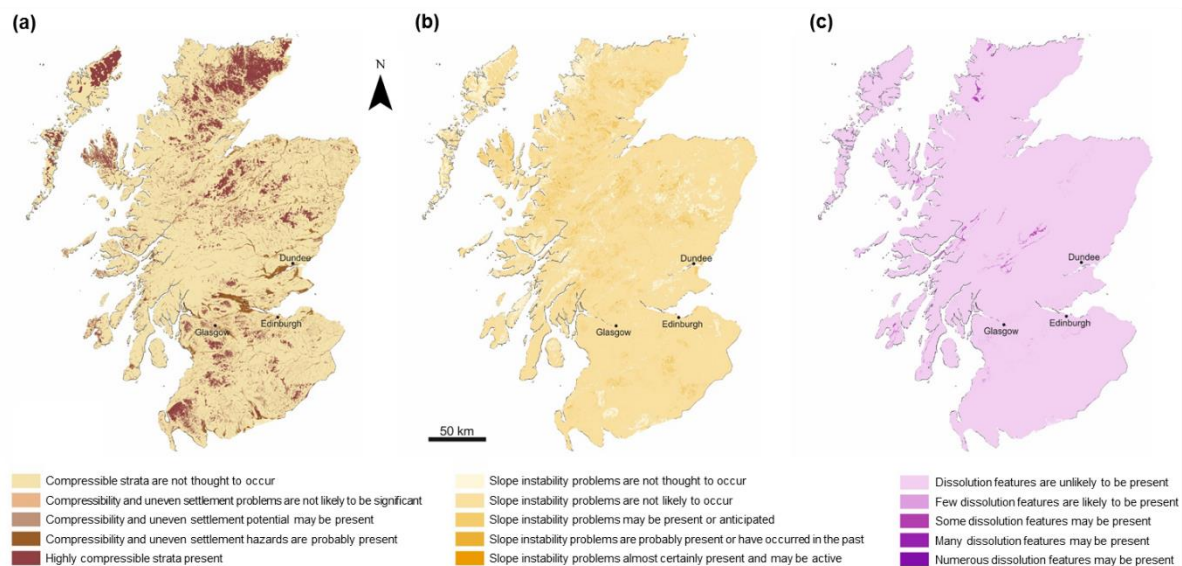 (a)
(b)
(c)
N
Dundee
Glasgow
Edinburgh
Dundee
Glasgow
Edinburgh
Dundee
Glasgow
Edinburgh
50 km
Compressible strata are not thought to occur
Compressibility and uneven settlement problems are not likely to be significant
Compressibility and uneven settlement potential may be present
Compressibility and uneven settlement hazards are probably present
Highly compressible strata present
Slope instability problems are not thought to occur
Slope instability problems are not likely to occur
Slope instability problems may be present or anticipated
Slope instability problems are probably present or have occurred in the past
Slope instability problems almost certainly present and may be active
Dissolution features are unlikely to be present
Few dissolution features are likely to be present
Some dissolution features may be present
Many dissolution features may be present
Numerous dissolution features may be present